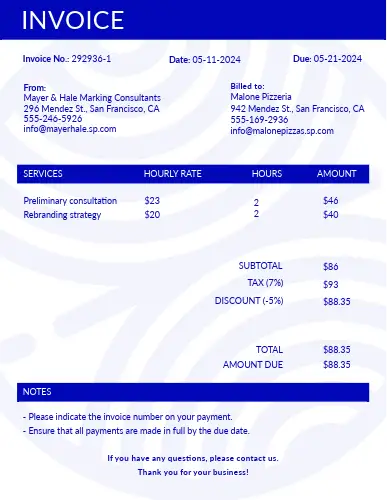 INVOICE
Invoice No.: 292936-1 Date: 05-11-2024 Due: 05-21-2024
From:
Mayer & Hale Marking Consultants
296 Mendez St., San Francisco, CA
555-246-5926
info@mayerhale.sp.com
Billed to:
Malone Pizzeria
942 Mendez St., San Francisco, CA
555-169-2936
info@malonepizzas.sp.com
SERVICES HOURLY RATE HOURS AMOUNT
Preliminary consultation $23 2 $46
Rebranding strategy $20 2 $40
SUBTOTAL $86
TAX (7%) $93
DISCOUNT (-5%) $88.35
TOTAL $88.35
AMOUNT DUE $88.35
NOTES
- Please indicate the invoice number on your payment.
- Ensure that all payments are made in full by the due date.
If you have any questions, please contact us.
Thank you for your business!